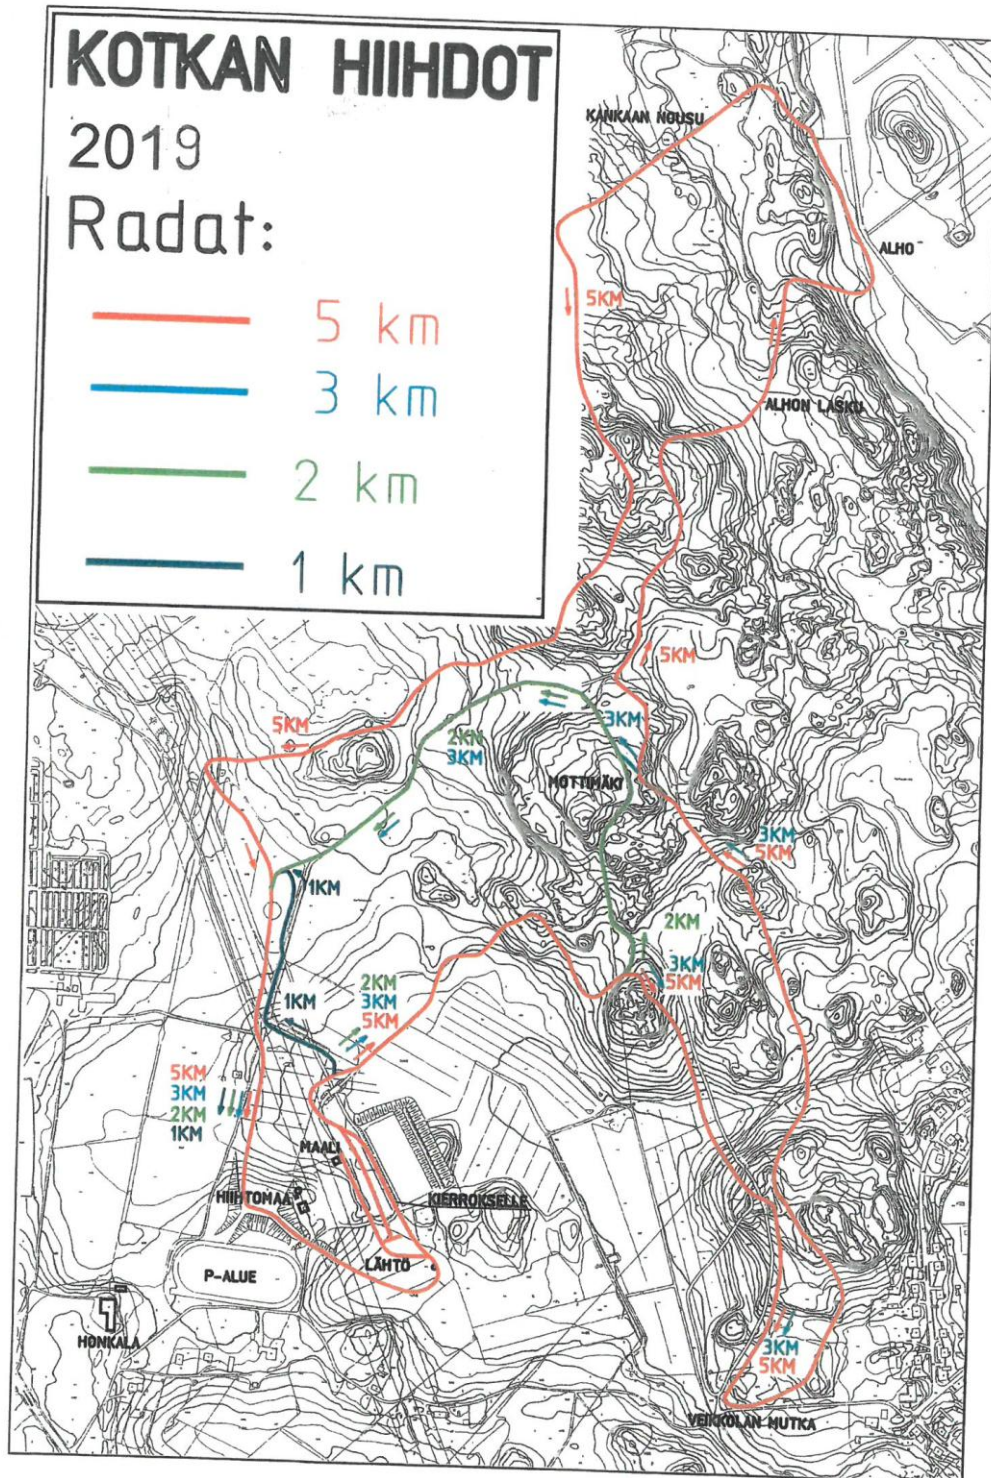 KOTKAN HIIHDOT
2019
Radat:
5 km
3 km
2 km
1 km
KANKAAN NOUSU
ALHO
5KM
ALHON LASKU
5KM
3KM
5KM
2KM
3KM
MOTTIMÄKI
3KM
5KM
1KM
2KM
3KM
5KM
1KM
2KM
3KM
5KM
5KM
3KM
2KM
1KM
MAALI
HIIHTOMAA
KIERROKSELLE
LÄHTÖ
P-ALUE
HONKALA
3KM
5KM
VEIKKOLAN MUTKA